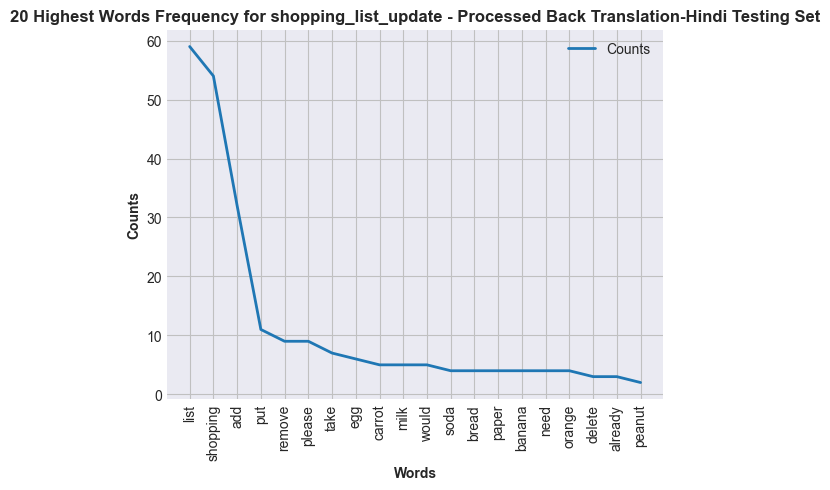 20 Highest Words Frequency for shopping_list_update - Processed Back Translation-Hindi Testing Set
Counts
60
50
40
30
20
10
0
Counts
list
shopping
add
put
remove
please
take
egg
carrot
milk
would
soda
bread
paper
banana
need
orange
delete
already
peanut
Words